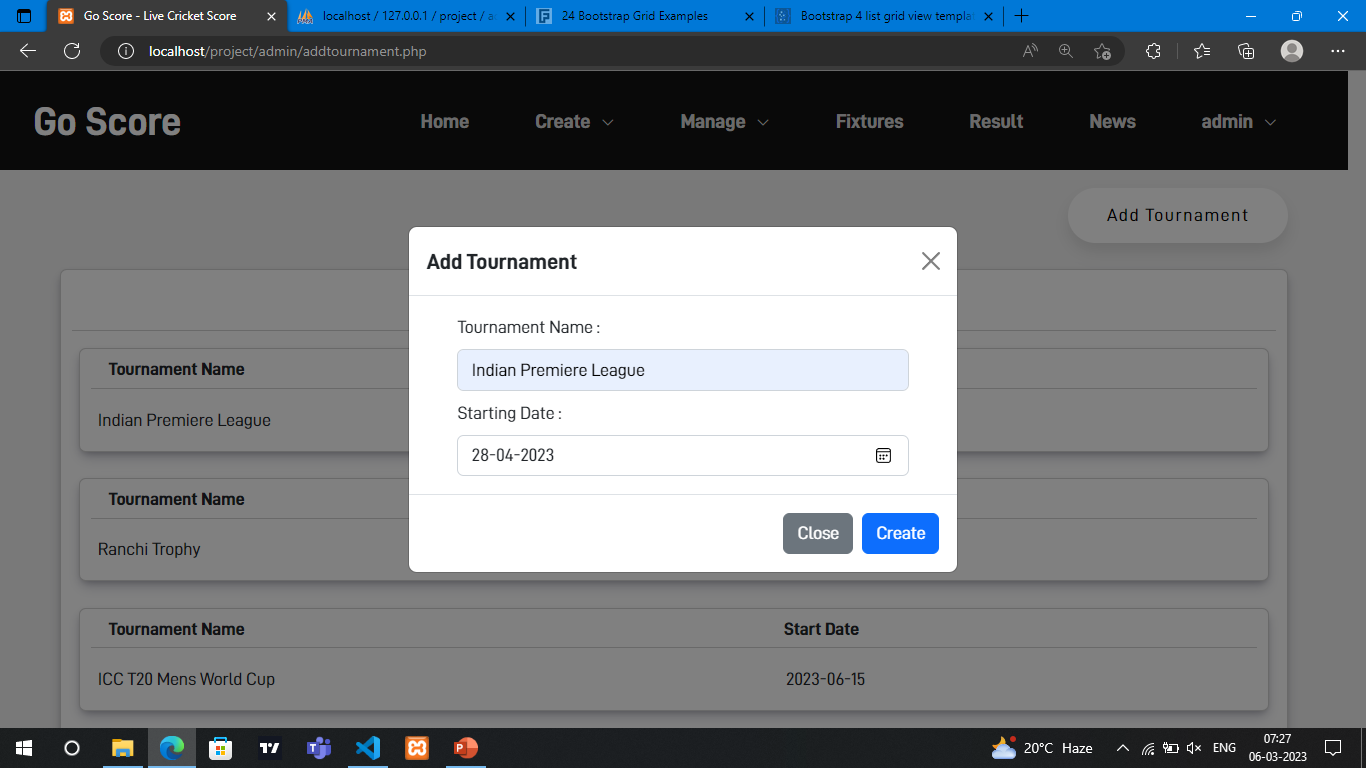 Go Score - Live Cricket Score
localhost / 127.0.0.1 / project / a
24 Bootstrap Grid Examples
Bootstrap 4 list grid view templat
localhost/project/admin/addtournament.php
Go Score
Home
Create
Manage
Fixtures
Result
News
admin
Add Tournament
Add Tournament
Tournament Name :
Indian Premiere League
Starting Date :
28-04-2023
Close
Create
Tournament Name
Indian Premiere League
Tournament Name
Ranchi Trophy
Tournament Name
Start Date
ICC T20 Mens World Cup
2023-06-15
20°C Haze
ENG
07:27
06-03-2023